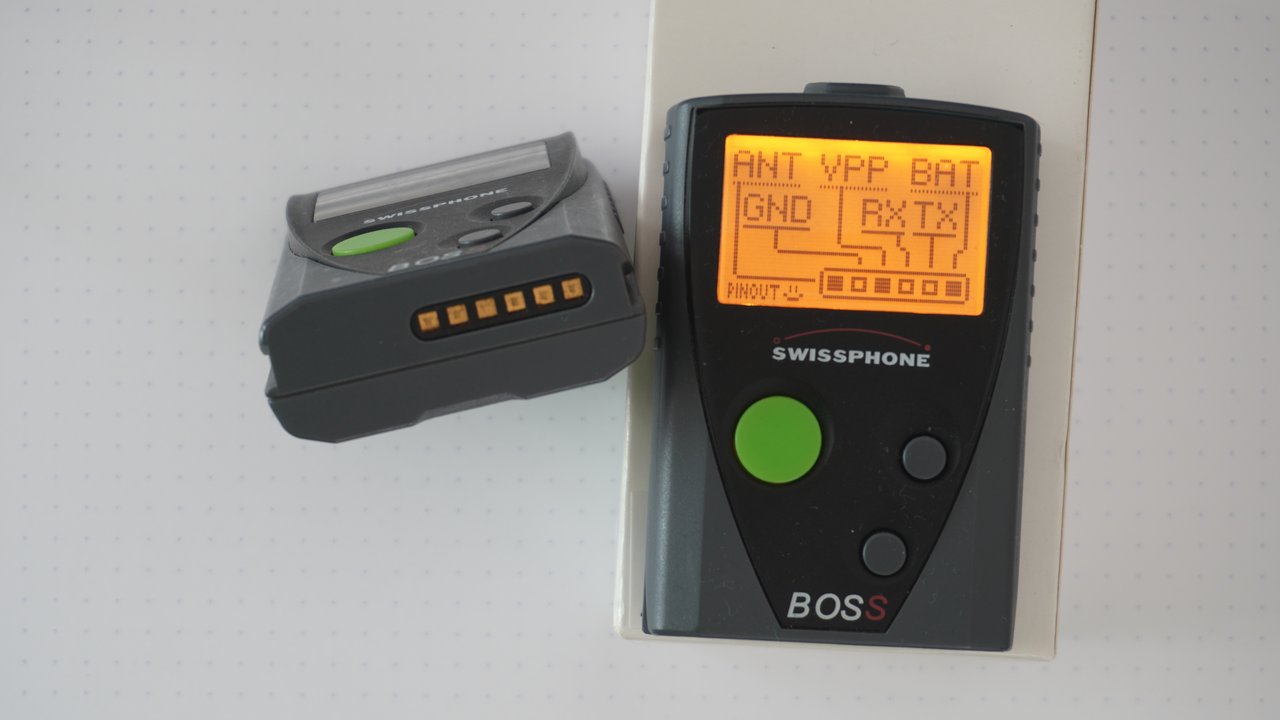 SWISSPHONE
BOSS
ANT VPP BAT
GND RX TX
PINOUT
SWISSPHONE
BOSS